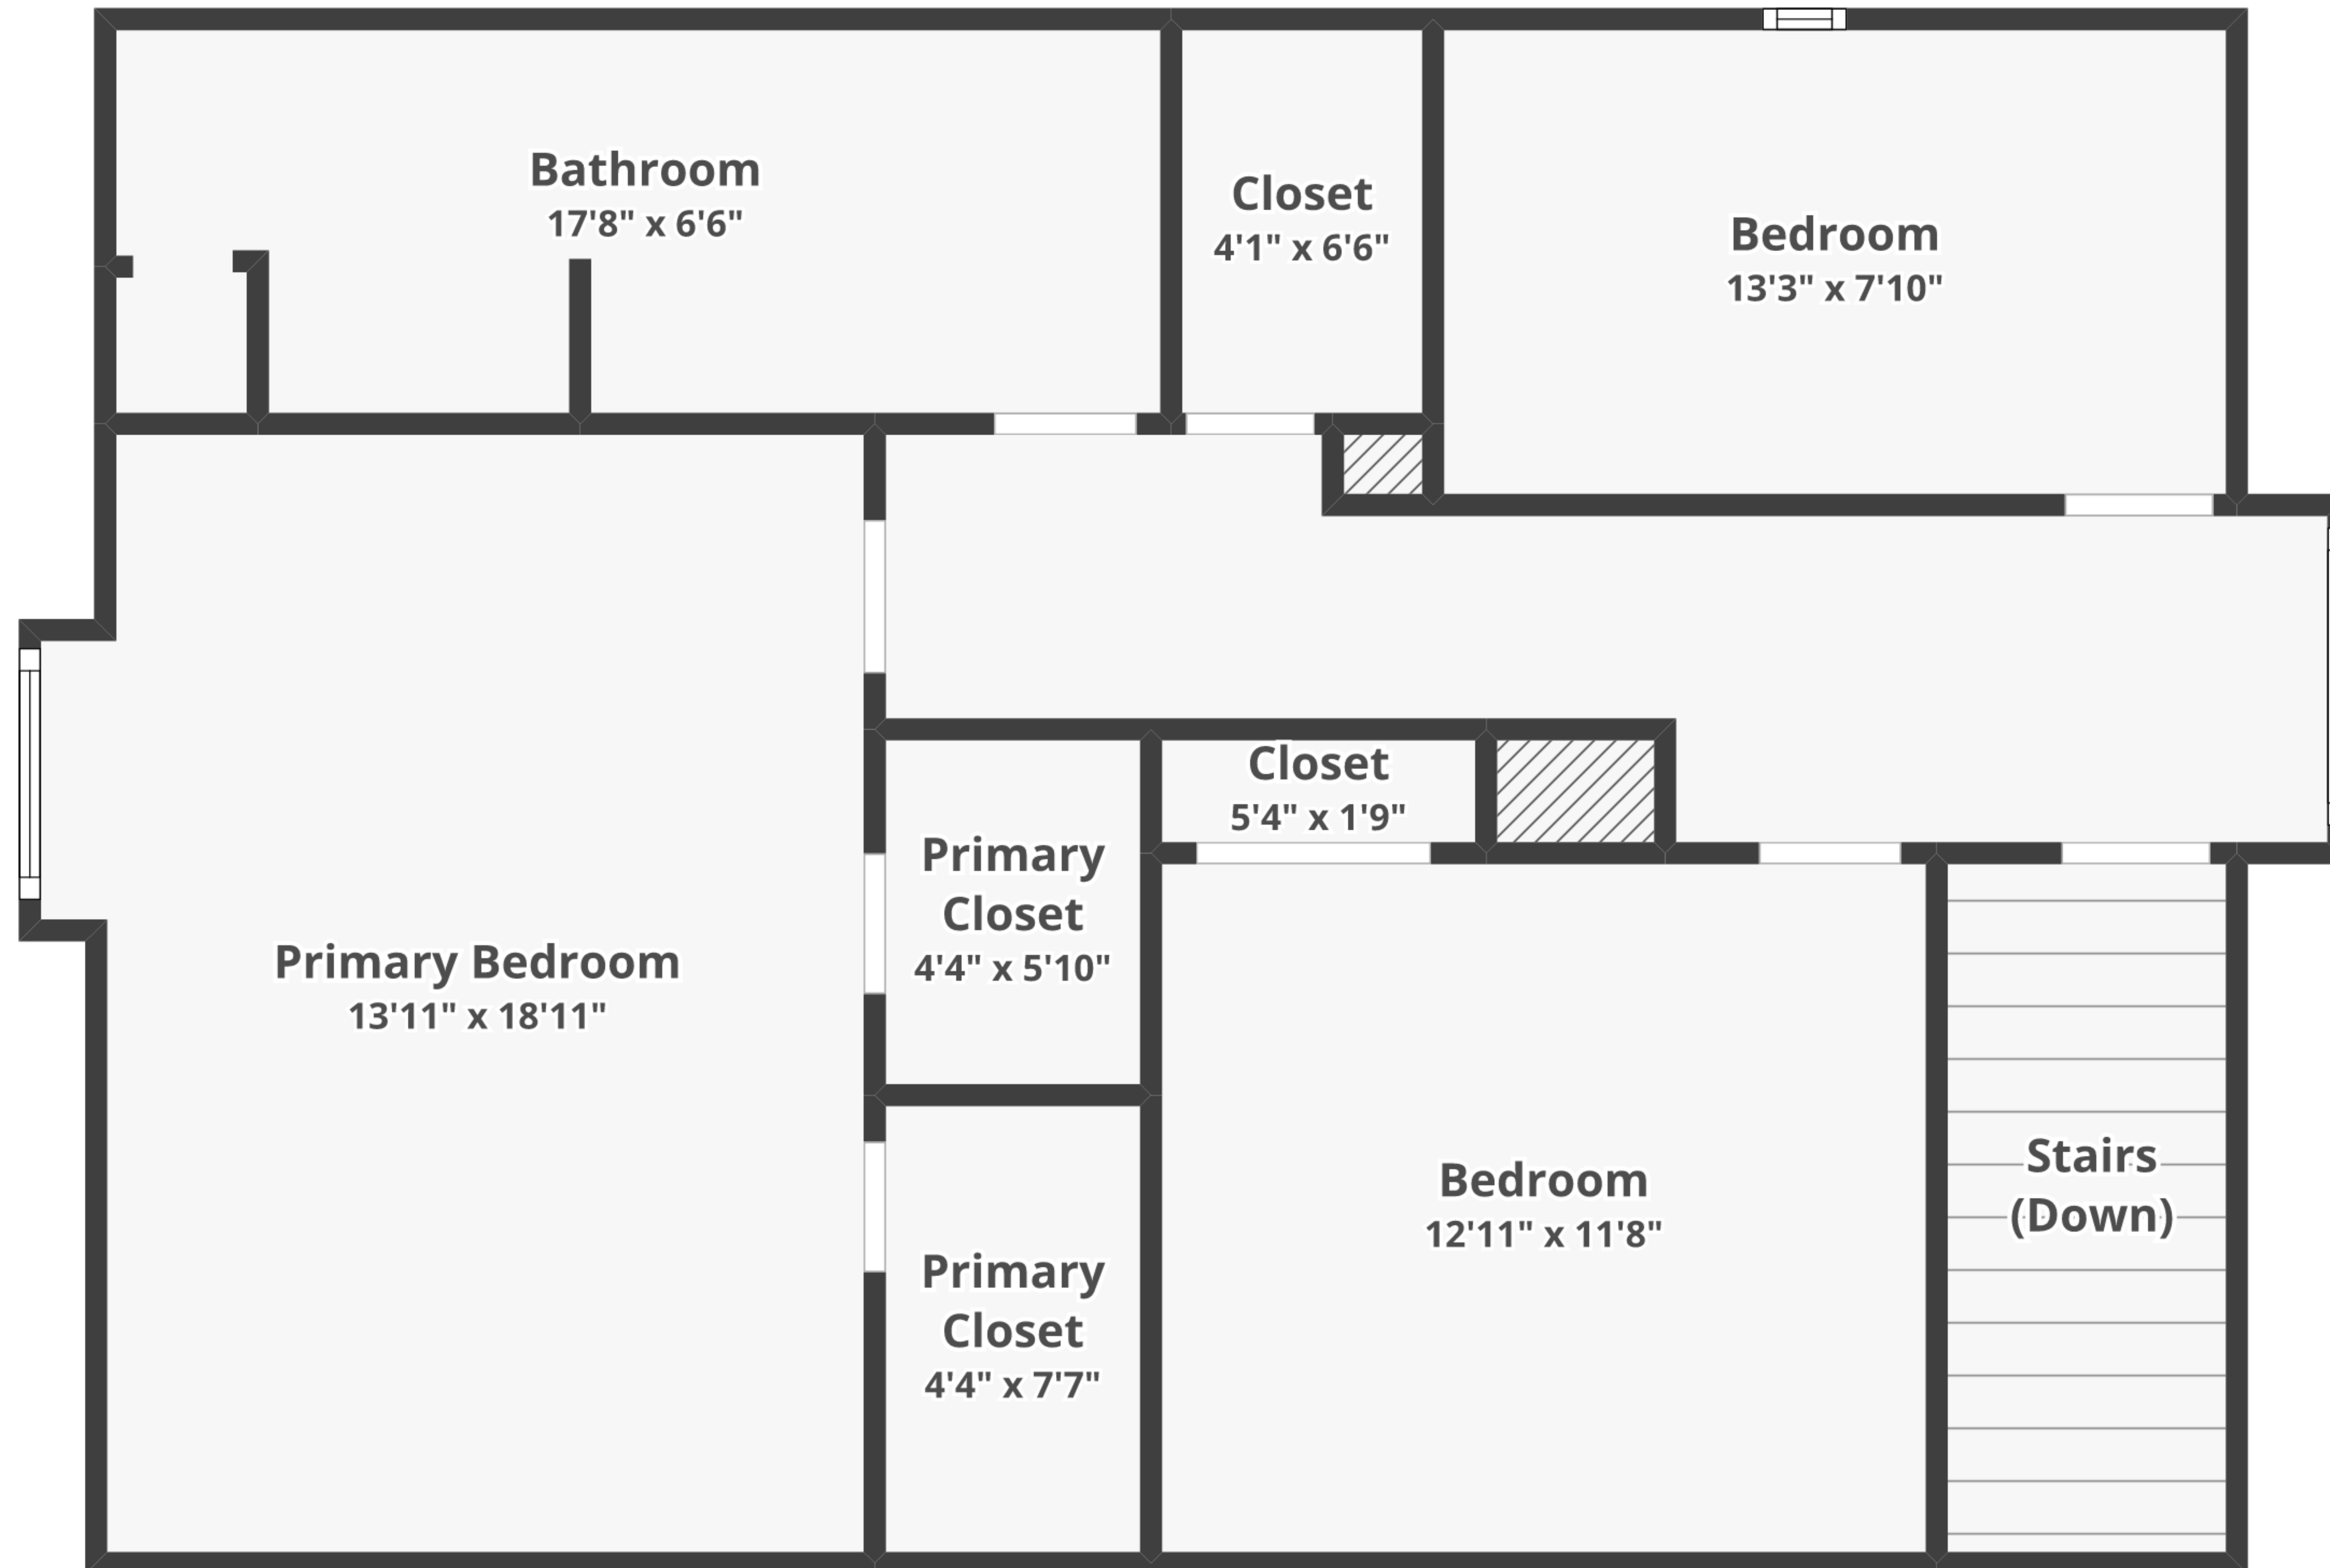 Bathroom
17'8" x 6'6"
Closet
4'1" x 6'6"
Bedroom
13'3" x 7'10"
Closet
5'4" x 1'9"
Primary
Closet
4'4" x 5'10"
Primary Bedroom
13'11" x 18'11"
Bedroom
12'11" x 11'8"
Stairs
(Down)
Primary
Closet
4'4" x 7'7"